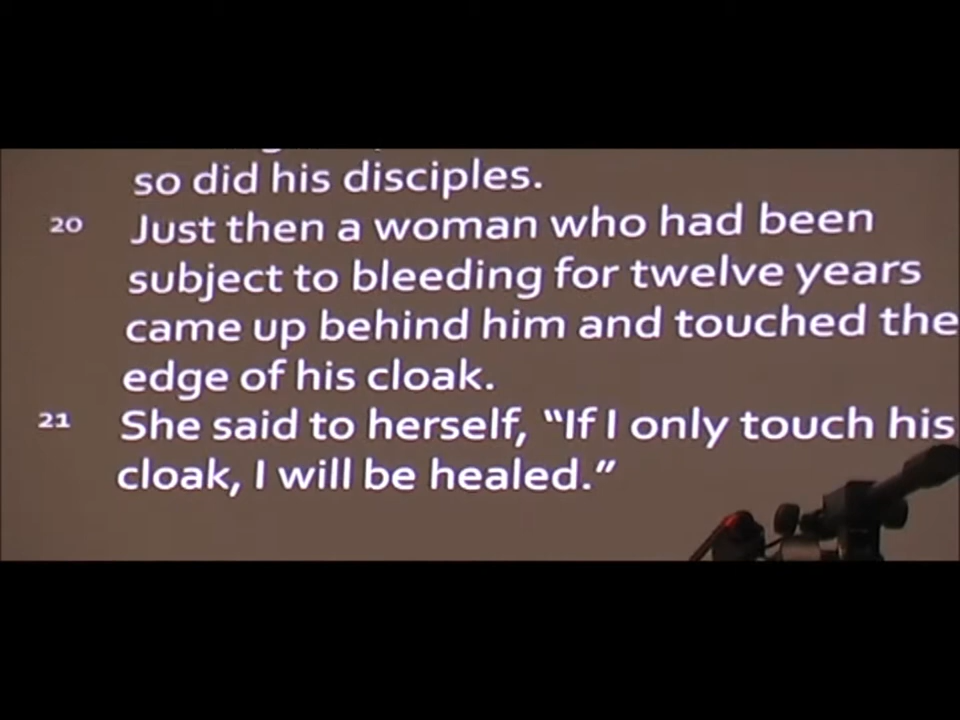 so did his disciples.
20 Just then a woman who had been
subject to bleeding for twelve years
came up behind him and touched the
edge of his cloak.
21 She said to herself, “If I only touch his
cloak, I will be healed.”